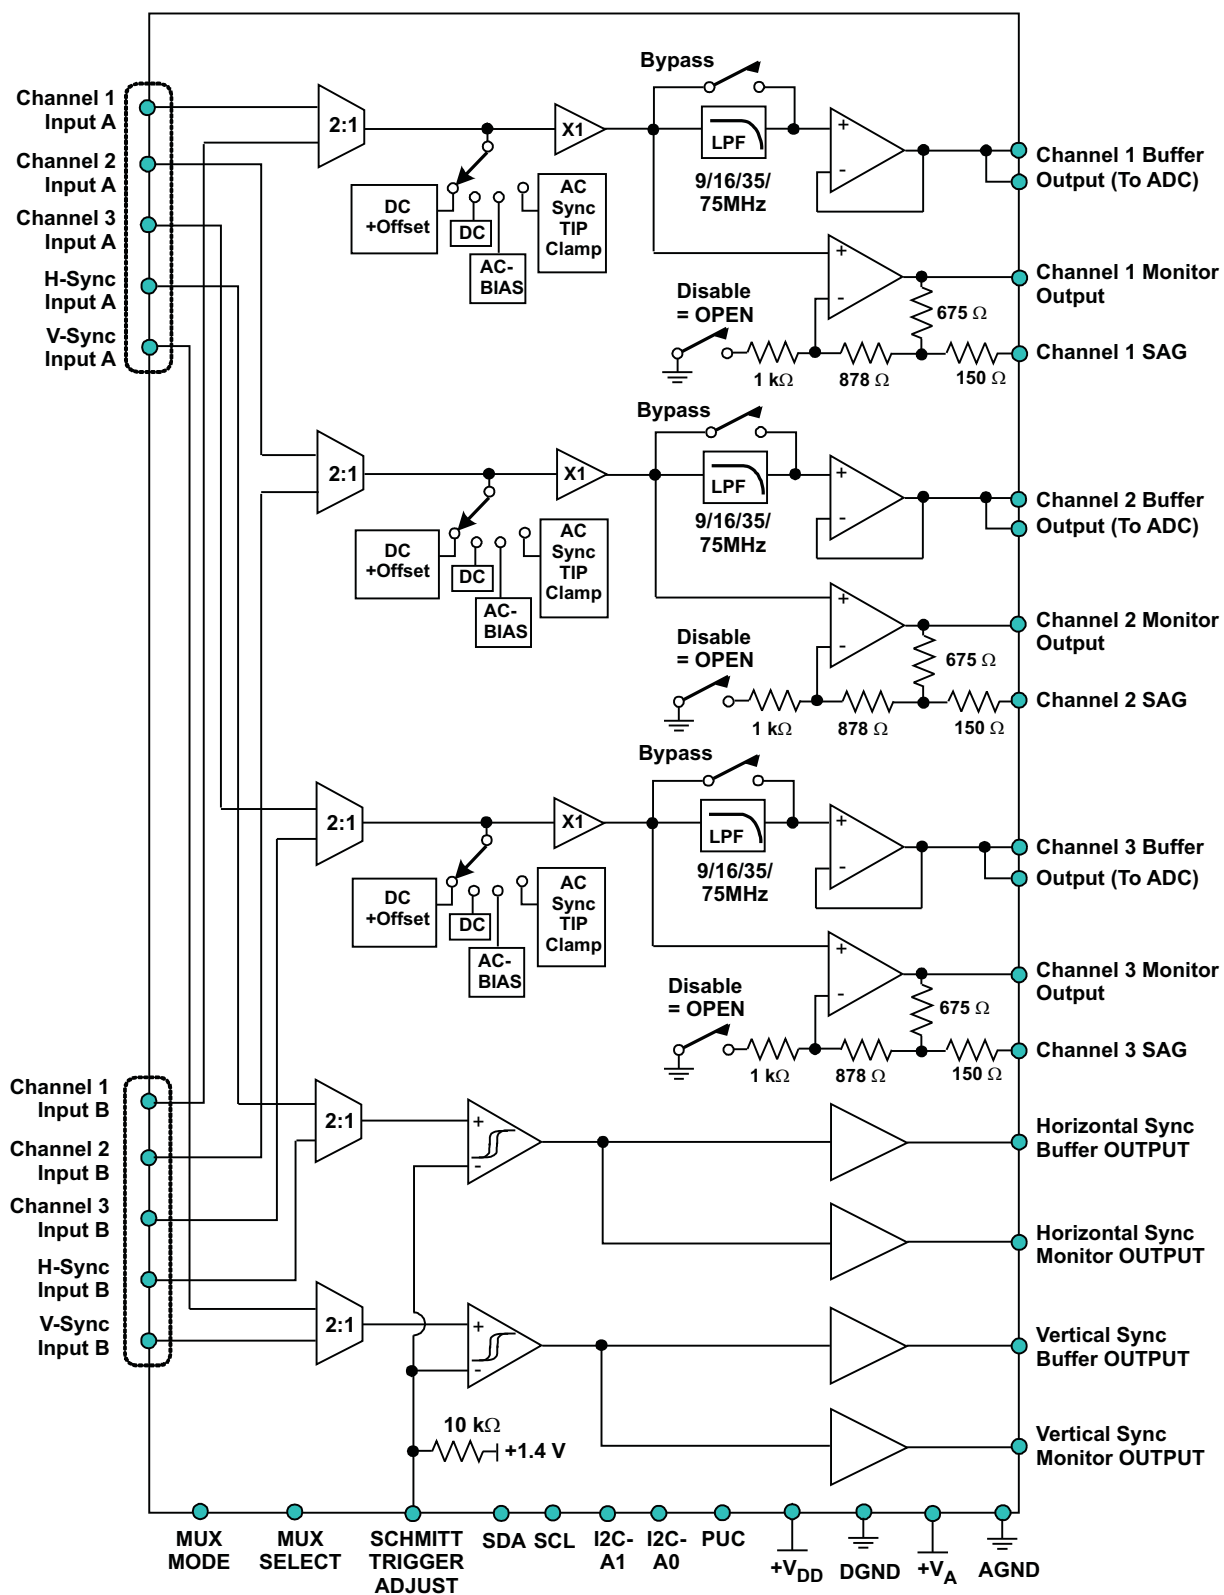 Channel 1
Input A
Channel 2
Input A
Channel 3
Input A
H-Sync
Input A
V-Sync
Input A
2:1
X1
Bypass
LPF
9/16/35/
75MHz
+
-
Channel 1 Buffer
Output (To ADC)
DC
+Offset
DC
AC-
BIAS
AC
Sync
TIP
Clamp
Disable
= OPEN
+
-
Channel 1 Monitor
Output
675 Ω
1 kΩ
878 Ω
150 Ω
Channel 1 SAG
2:1
X1
Bypass
LPF
9/16/35/
75MHz
+
-
Channel 2 Buffer
Output (To ADC)
DC
+Offset
DC
AC-
BIAS
AC
Sync
TIP
Clamp
Disable
= OPEN
+
-
Channel 2 Monitor
Output
675 Ω
1 kΩ
878 Ω
150 Ω
Channel 2 SAG
2:1
X1
Bypass
LPF
9/16/35/
75MHz
+
-
Channel 3 Buffer
Output (To ADC)
DC
+Offset
DC
AC-
BIAS
AC
Sync
TIP
Clamp
Disable
= OPEN
+
-
Channel 3 Monitor
Output
675 Ω
1 kΩ
878 Ω
150 Ω
Channel 3 SAG
Channel 1
Input B
Channel 2
Input B
Channel 3
Input B
H-Sync
Input B
V-Sync
Input B
2:1
+
-
Horizontal Sync
Buffer OUTPUT
Horizontal Sync
Monitor OUTPUT
2:1
+
-
Vertical Sync
Buffer OUTPUT
Vertical Sync
Monitor OUTPUT
10 kΩ
+1.4 V
MUX
MODE
MUX
SELECT
SCHMITT
TRIGGER
ADJUST
SDA
SCL
I2C-
A1
I2C-
A0
PUC
+VDD
DGND
+VA
AGND